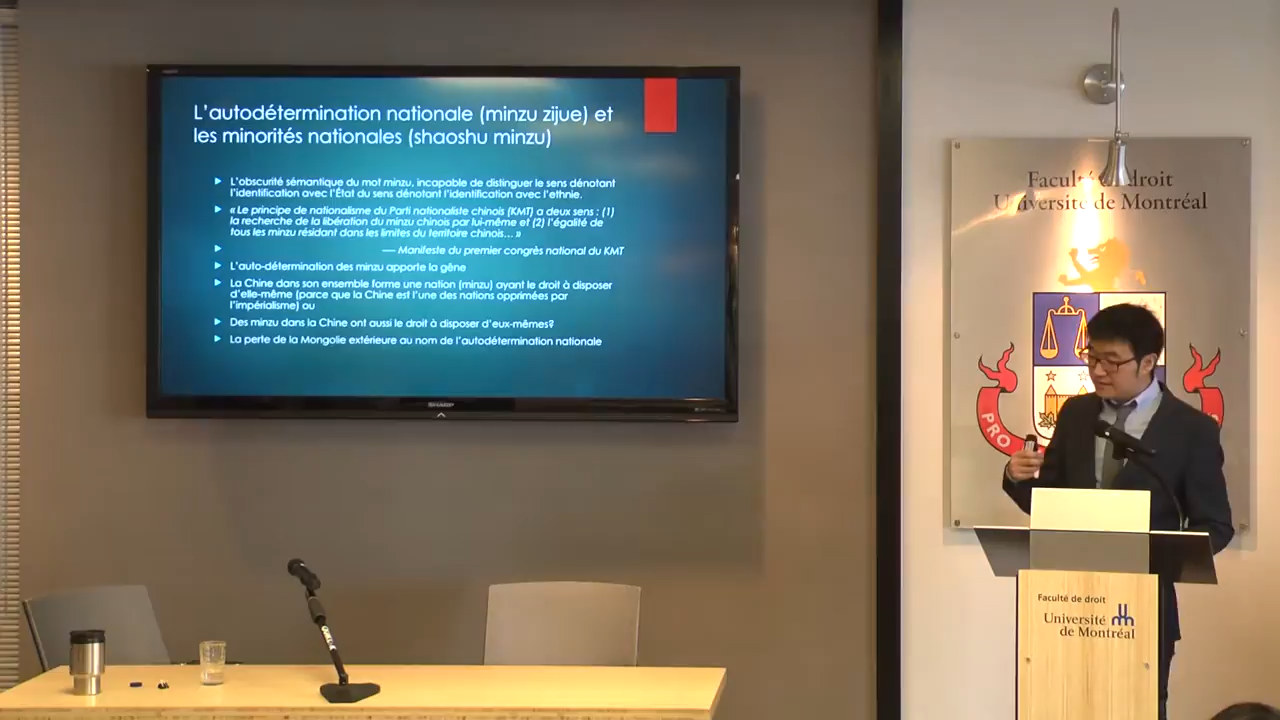 L'autodétermination nationale (minzu zijue) et
les minorités nationales (shaoshu minzu)
L'obscurité sémantique du mot minzu, incapable de distinguer le sens dénotant
l'identification avec l'État du sens dénotant l'identification avec l'ethnie.
« Le principe de nationalisme du Parti nationaliste chinois (KMT) a deux sens : (1)
la recherche de la libération du minzu chinois par lui-même et (2) l'égalité de
tous les minzu résidant dans les limites du territoire chinois… »
— Manifeste du premier congrès national du KMT
L'auto-détermination des minzu apporte la gêne
La Chine dans son ensemble forme une nation (minzu) ayant le droit à disposer
d'elle-même (parce que la Chine est l'une des nations opprimées par
l'impérialisme) ou
Des minzu dans la Chine ont aussi le droit à disposer d'eux-mêmes?
La perte de la Mongolie extérieure au nom de l'autodétermination nationale
SHARP
Faculté de droit
Université de Montréal
PRO
Faculté de droit
Université
de Montréal